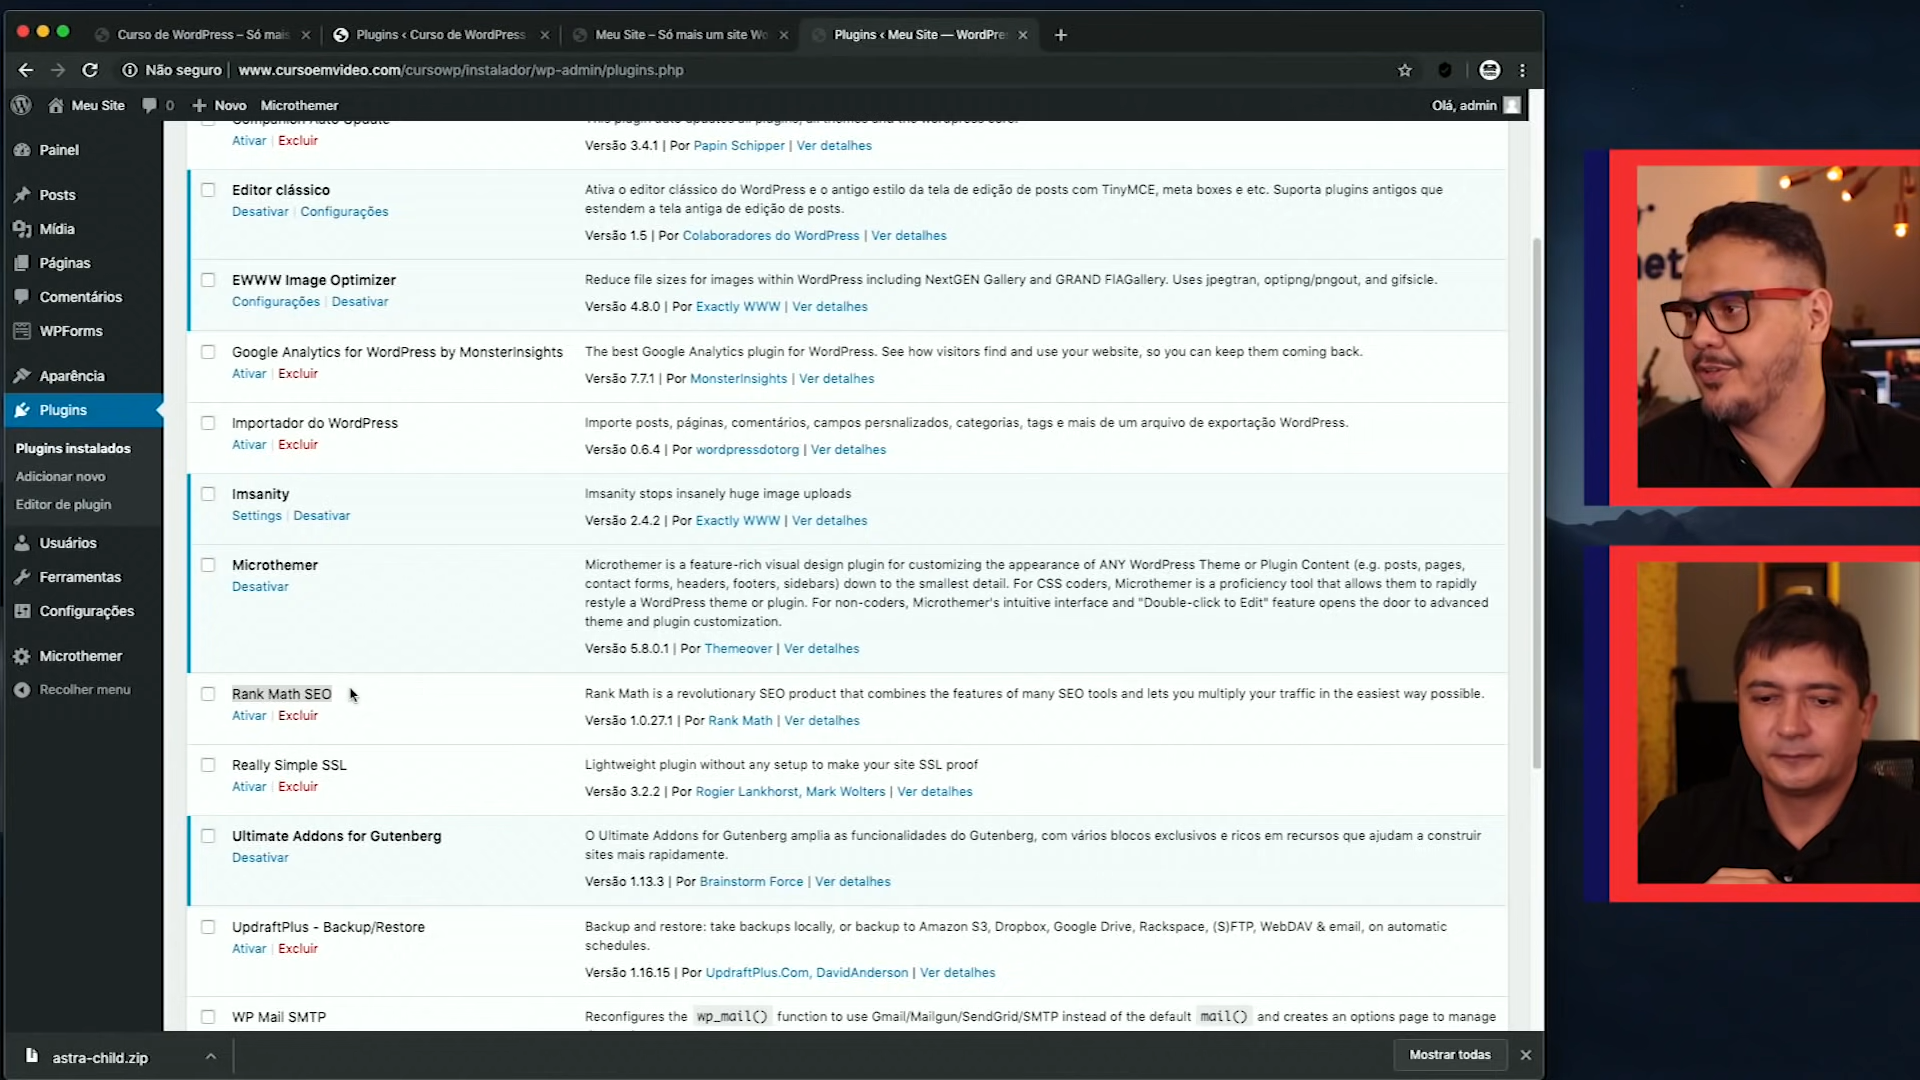 Curso de WordPress – Só mais
Plugins ‹ Curso de WordPress
Meu Site – Só mais um site Wo
Plugins ‹ Meu Site — WordPre
Não seguro
www.cursoemvideo.com/cursowp/instalador/wp-admin/plugins.php
Meu Site
0
Novo
Microthemer
Olá, admin
Painel
Posts
Mídia
Páginas
Comentários
WPForms
Aparência
Plugins
Plugins instalados
Adicionar novo
Editor de plugin
Usuários
Ferramentas
Configurações
Microthemer
Recolher menu
Ativar | Excluir
Versão 3.4.1 | Por Papin Schipper | Ver detalhes
Editor clássico
Desativar | Configurações
Ativa o editor clássico do WordPress e o antigo estilo da tela de edição de posts com TinyMCE, meta boxes e etc. Suporta plugins antigos que
estendem a tela antiga de edição de posts.
Versão 1.5 | Por Colaboradores do WordPress | Ver detalhes
EWWW Image Optimizer
Configurações | Desativar
Reduce file sizes for images within WordPress including NextGEN Gallery and GRAND FlAGallery. Uses jpegtran, optipng/pngout, and gifsicle.
Versão 4.8.0 | Por Exactly WWW | Ver detalhes
Google Analytics for WordPress by MonsterInsights
Ativar | Excluir
The best Google Analytics plugin for WordPress. See how visitors find and use your website, so you can keep them coming back.
Versão 7.7.1 | Por MonsterInsights | Ver detalhes
Importador do WordPress
Ativar | Excluir
Importe posts, páginas, comentários, campos persnalizados, categorias, tags e mais de um arquivo de exportação WordPress.
Versão 0.6.4 | Por wordpressdotorg | Ver detalhes
Imsanity
Settings | Desativar
Imsanity stops insanely huge image uploads
Versão 2.4.2 | Por Exactly WWW | Ver detalhes
Microthemer
Desativar
Microthemer is a feature-rich visual design plugin for customizing the appearance of ANY WordPress Theme or Plugin Content (e.g. posts, pages,
contact forms, headers, footers, sidebars) down to the smallest detail. For CSS coders, Microthemer is a proficiency tool that allows them to rapidly
restyle a WordPress theme or plugin. For non-coders, Microthemer's intuitive interface and "Double-click to Edit" feature opens the door to advanced
theme and plugin customization.
Versão 5.8.0.1 | Por Themeover | Ver detalhes
Rank Math SEO
Ativar | Excluir
Rank Math is a revolutionary SEO product that combines the features of many SEO tools and lets you multiply your traffic in the easiest way possible.
Versão 1.0.27.1 | Por Rank Math | Ver detalhes
Really Simple SSL
Ativar | Excluir
Lightweight plugin without any setup to make your site SSL proof
Versão 3.2.2 | Por Rogier Lankhorst, Mark Wolters | Ver detalhes
Ultimate Addons for Gutenberg
Desativar
O Ultimate Addons for Gutenberg amplia as funcionalidades do Gutenberg, com vários blocos exclusivos e ricos em recursos que ajudam a construir
sites mais rapidamente.
Versão 1.13.3 | Por Brainstorm Force | Ver detalhes
UpdraftPlus - Backup/Restore
Ativar | Excluir
Backup and restore: take backups locally, or backup to Amazon S3, Dropbox, Google Drive, Rackspace, (S)FTP, WebDAV & email, on automatic
schedules.
Versão 1.16.15 | Por UpdraftPlus.Com, DavidAnderson | Ver detalhes
WP Mail SMTP
Reconfigures the wp_mail() function to use Gmail/Mailgun/SendGrid/SMTP instead of the default mail() and creates an options page to manage
astra-child.zip
Mostrar todas